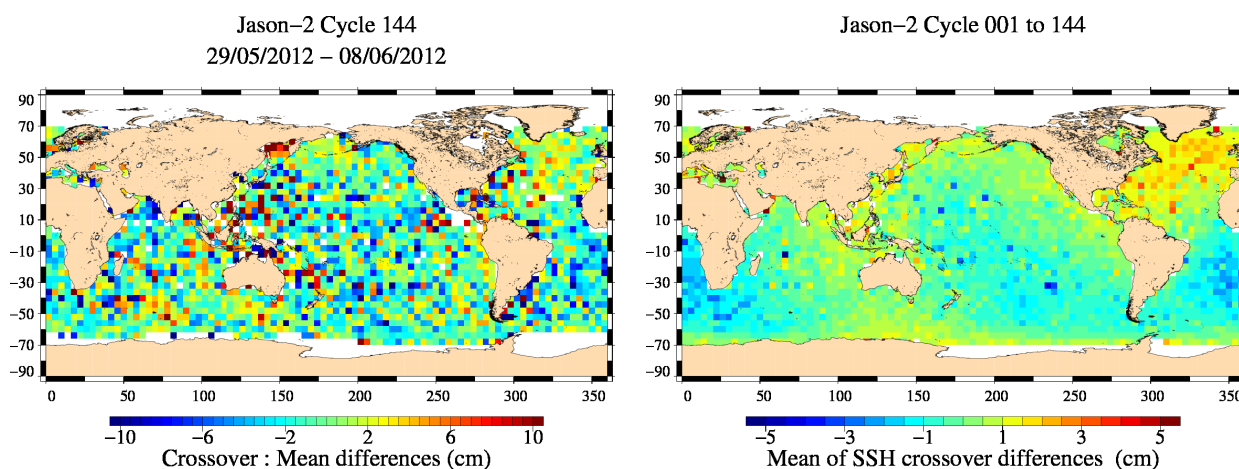 Jason−2 Cycle 144
29/05/2012 − 08/06/2012
90
70
50
30
10
−10
−30
−50
−70
−90
0 50 100 150 200 250 300 350
−10 −6 −2 2 6 10
Crossover : Mean differences (cm)
Jason−2 Cycle 001 to 144
90
70
50
30
10
−10
−30
−50
−70
−90
0 50 100 150 200 250 300 350
−5 −3 −1 1 3 5
Mean of SSH crossover differences (cm)